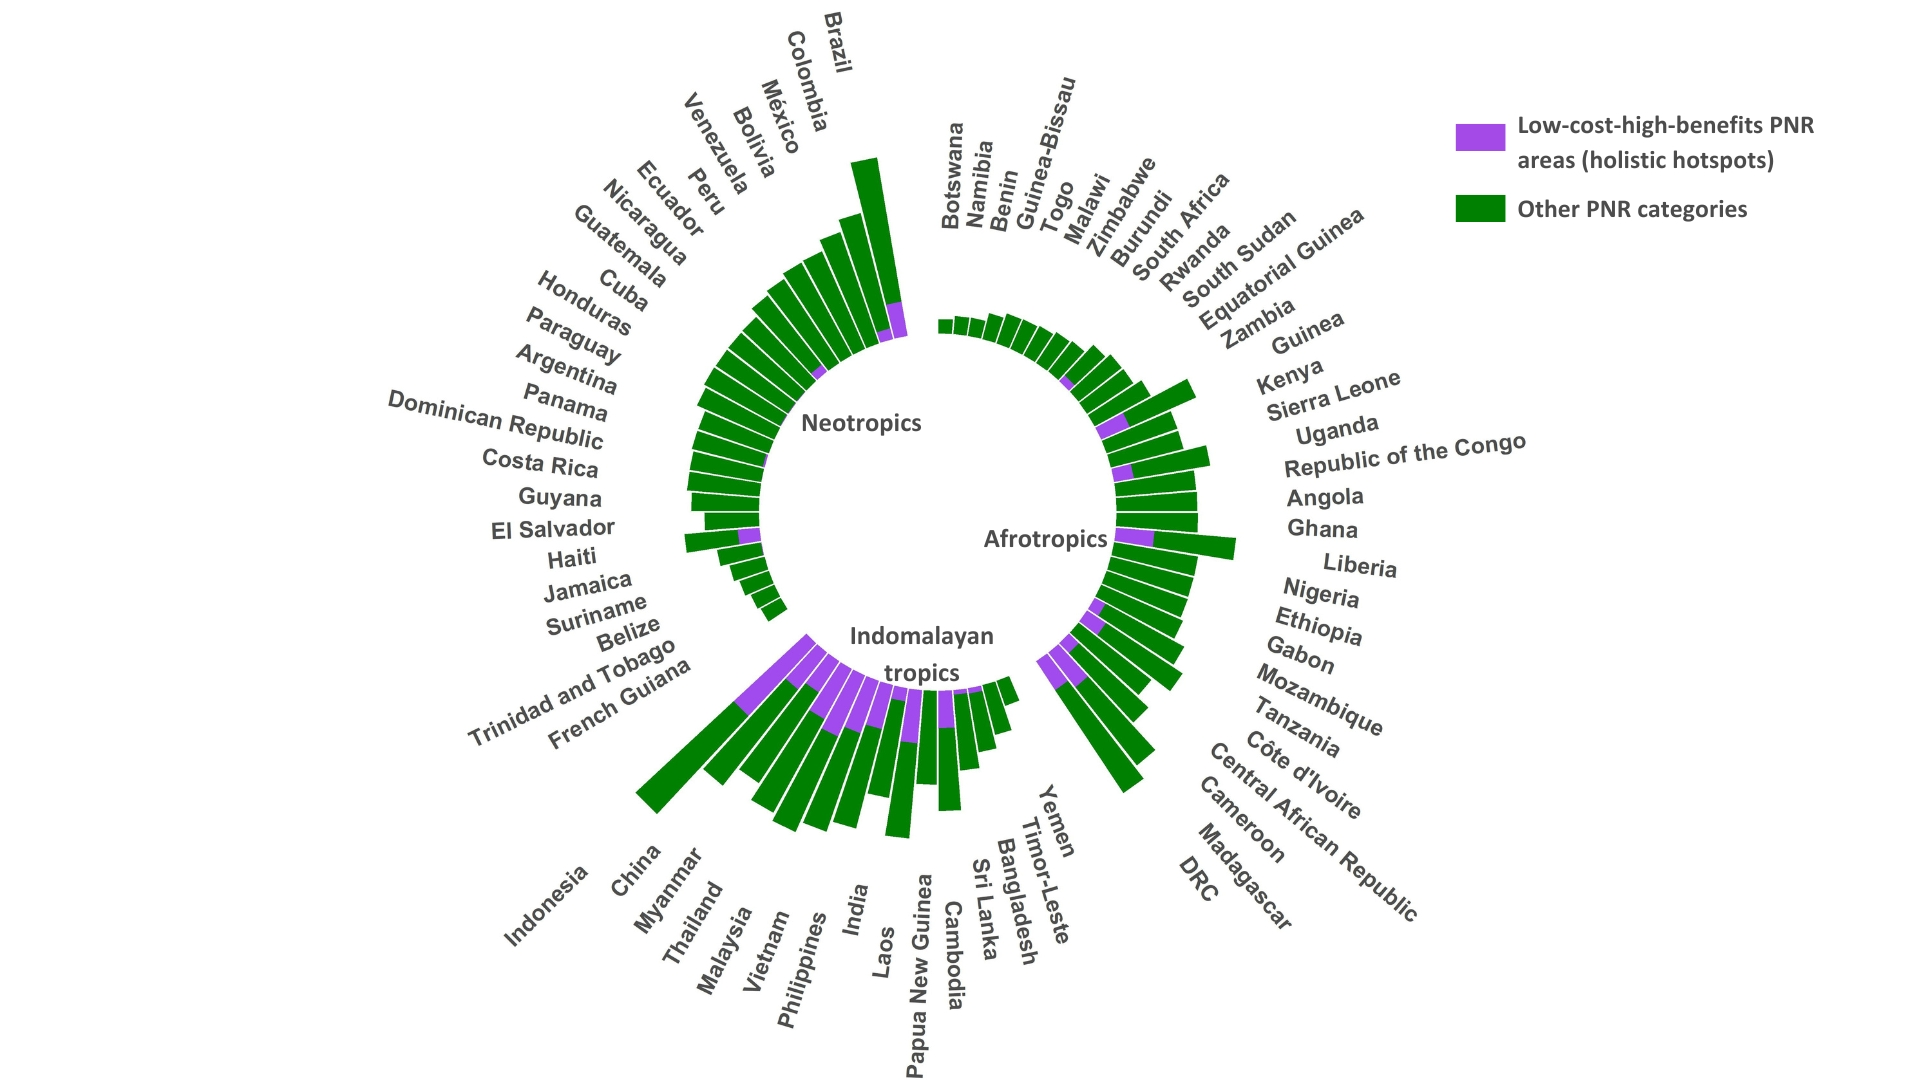 Low-cost-high-benefits PNR
areas (holistic hotspots)
Other PNR categories
Neotropics
Afrotropics
Indomalayan
tropics
Botswana
Namibia
Benin
Guinea-Bissau
Togo
Malawi
Zimbabwe
Burundi
South Africa
Rwanda
South Sudan
Equatorial Guinea
Zambia
Guinea
Kenya
Sierra Leone
Uganda
Republic of the Congo
Angola
Ghana
Liberia
Nigeria
Ethiopia
Gabon
Mozambique
Tanzania
Côte d'Ivoire
Central African Republic
Cameroon
Madagascar
DRC
Yemen
Timor-Leste
Bangladesh
Sri Lanka
Cambodia
Papua New Guinea
Laos
India
Philippines
Vietnam
Malaysia
Thailand
Myanmar
China
Indonesia
French Guiana
Trinidad and Tobago
Belize
Suriname
Jamaica
Haiti
El Salvador
Guyana
Costa Rica
Dominican Republic
Panama
Argentina
Paraguay
Honduras
Cuba
Guatemala
Nicaragua
Ecuador
Peru
Venezuela
Bolivia
México
Colombia
Brazil